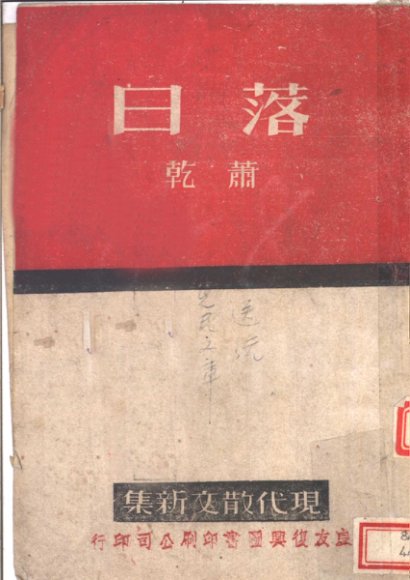 落日
蕭乾
現代散文新集
良友復興圖書印刷公司印行